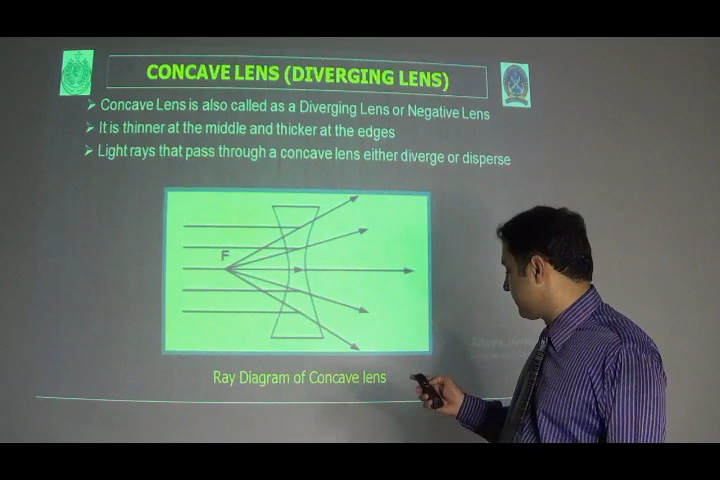 CONCAVE LENS (DIVERGING LENS)
Concave Lens is also called as a Diverging Lens or Negative Lens
It is thinner at the middle and thicker at the edges
Light rays that pass through a concave lens either diverge or disperse
F
Ray Diagram of Concave lens